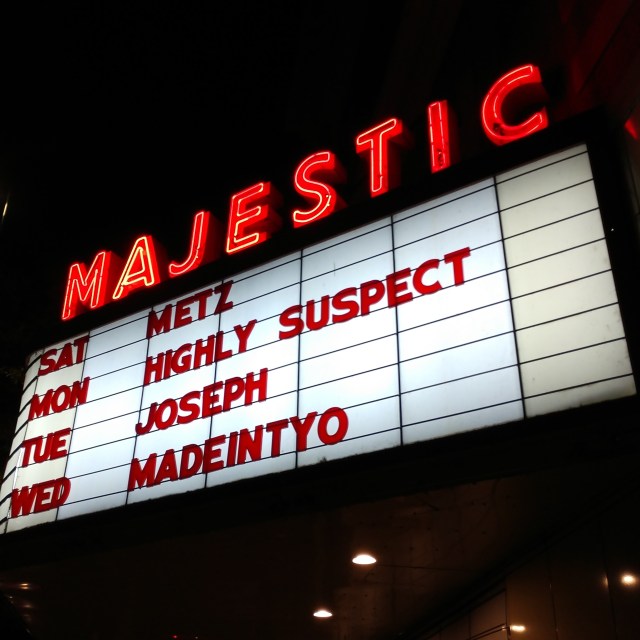 MAJESTIC
SAT METZ
MON HIGHLY SUSPECT
TUE JOSEPH
WED MADEINTYO